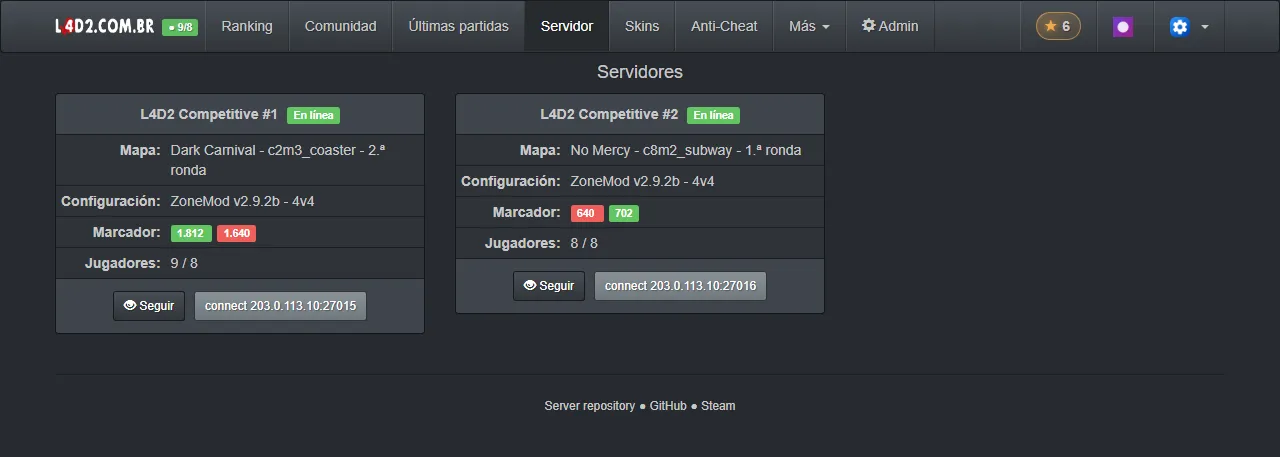 L4D2.COM.BR ● 9/8 Ranking Comunidad Últimas partidas Servidor Skins Anti-Cheat Más Admin ★ 6
Servidores
L4D2 Competitive #1 En línea
Mapa: Dark Carnival - c2m3_coaster - 2.ª
ronda
Configuración: ZoneMod v2.9.2b - 4v4
Marcador: 1.812 1.640
Jugadores: 9 / 8
Seguir connect 203.0.113.10:27015
L4D2 Competitive #2 En línea
Mapa: No Mercy - c8m2_subway - 1.ª ronda
Configuración: ZoneMod v2.9.2b - 4v4
Marcador: 640 702
Jugadores: 8 / 8
Seguir connect 203.0.113.10:27016
Server repository ● GitHub ● Steam